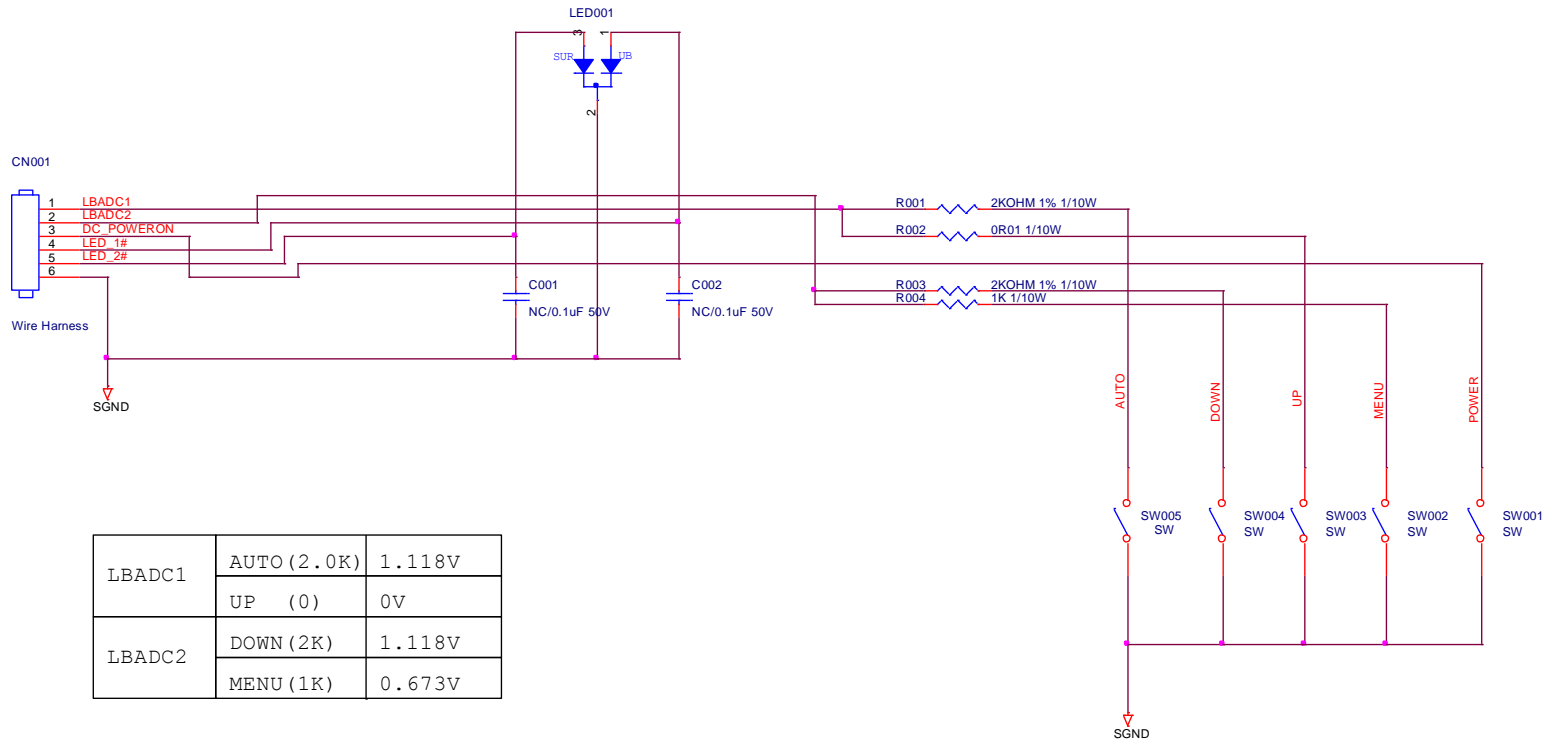 LED001
3
1
SUR
UB
2
CN001
1 LBADC1
2 LBADC2
3 DC_POWERON
4 LED_1#
5 LED_2#
6
Wire Harness
R001 2KOHM 1% 1/10W
R002 0R01 1/10W
R003 2KOHM 1% 1/10W
R004 1K 1/10W
C001
NC/0.1uF 50V
C002
NC/0.1uF 50V
SGND
AUTO
DOWN
UP
MENU
POWER
SW005
SW
SW004
SW
SW003
SW
SW002
SW
SW001
SW
SGND
LBADC1
AUTO(2.0K) 1.118V
UP (0) 0V
LBADC2
DOWN(2K) 1.118V
MENU(1K) 0.673V